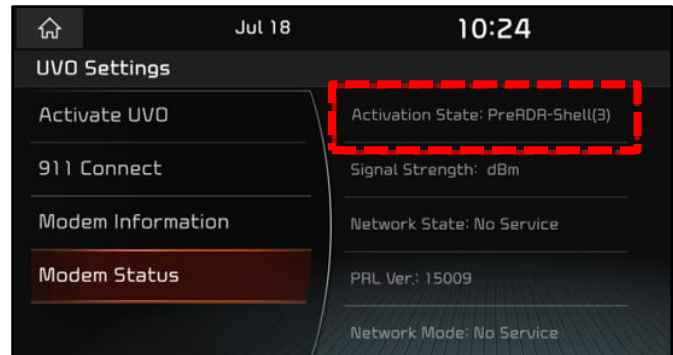 Jul 18 10:24
UVO Settings
Activate UVO
911 Connect
Modem Information
Modem Status
Activation State: PreRDR-Shell(3)
Signal Strength: dBm
Network State: No Service
PRL Ver.: 15009
Network Mode: No Service